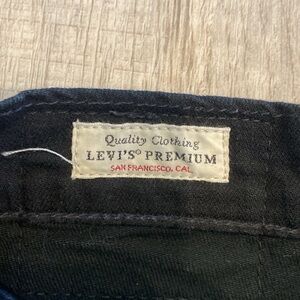 Quality Clothing
LEVI'S® PREMIUM
SAN FRANCISCO, CAL.